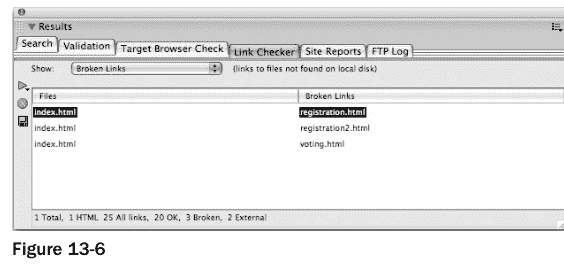 Results
Search Validation Target Browser Check Link Checker Site Reports FTP Log
Show: Broken Links (links to files not found on local disk)
Files Broken Links
index.html registration.html
index.html registration2.html
index.html voting.html
1 Total, 1 HTML 25 All links, 20 OK, 3 Broken, 2 External
Figure 13-6